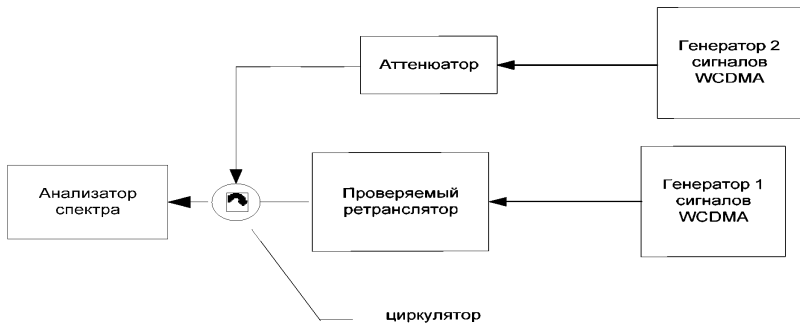 Генератор 2
сигналов
WCDMA
Аттенюатор
Анализатор
спектра
Проверяемый
ретранслятор
Генератор 1
сигналов
WCDMA
циркулятор